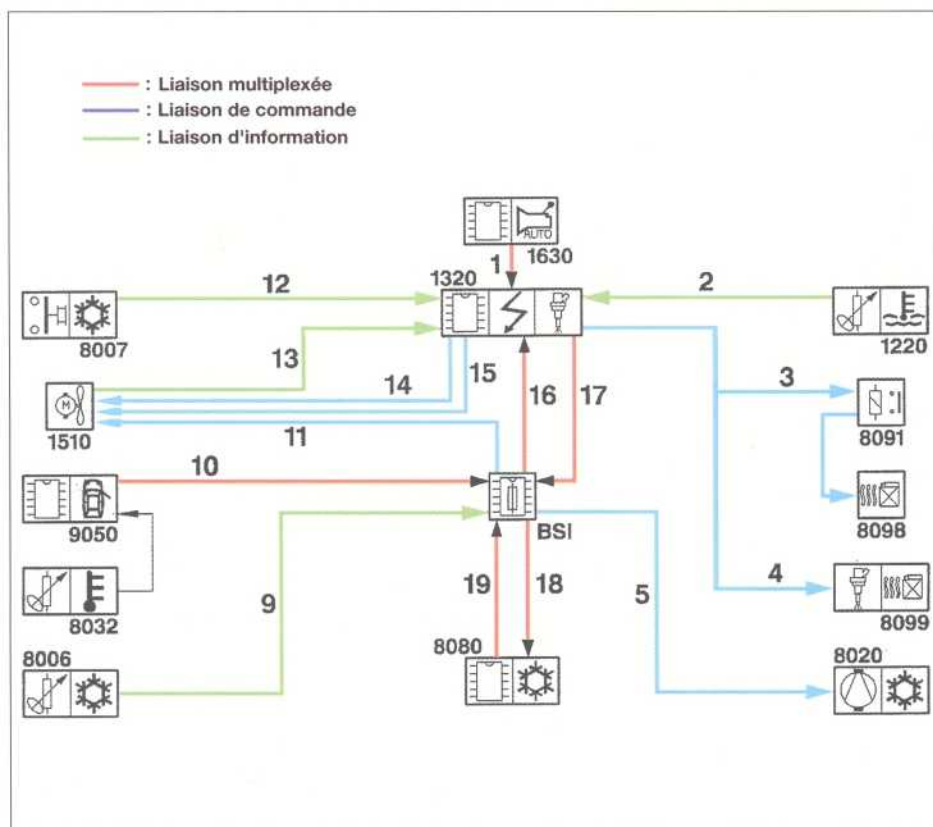 : Liaison multiplexée
: Liaison de commande
: Liaison d'information
AUTO
1 1630
12 1320 2
8007 1220
13 14 15 16 17 3
1510 11 8091
10
9050 BSI 8098
19 18 5 4
8032 9 8099
8006 8080 8020